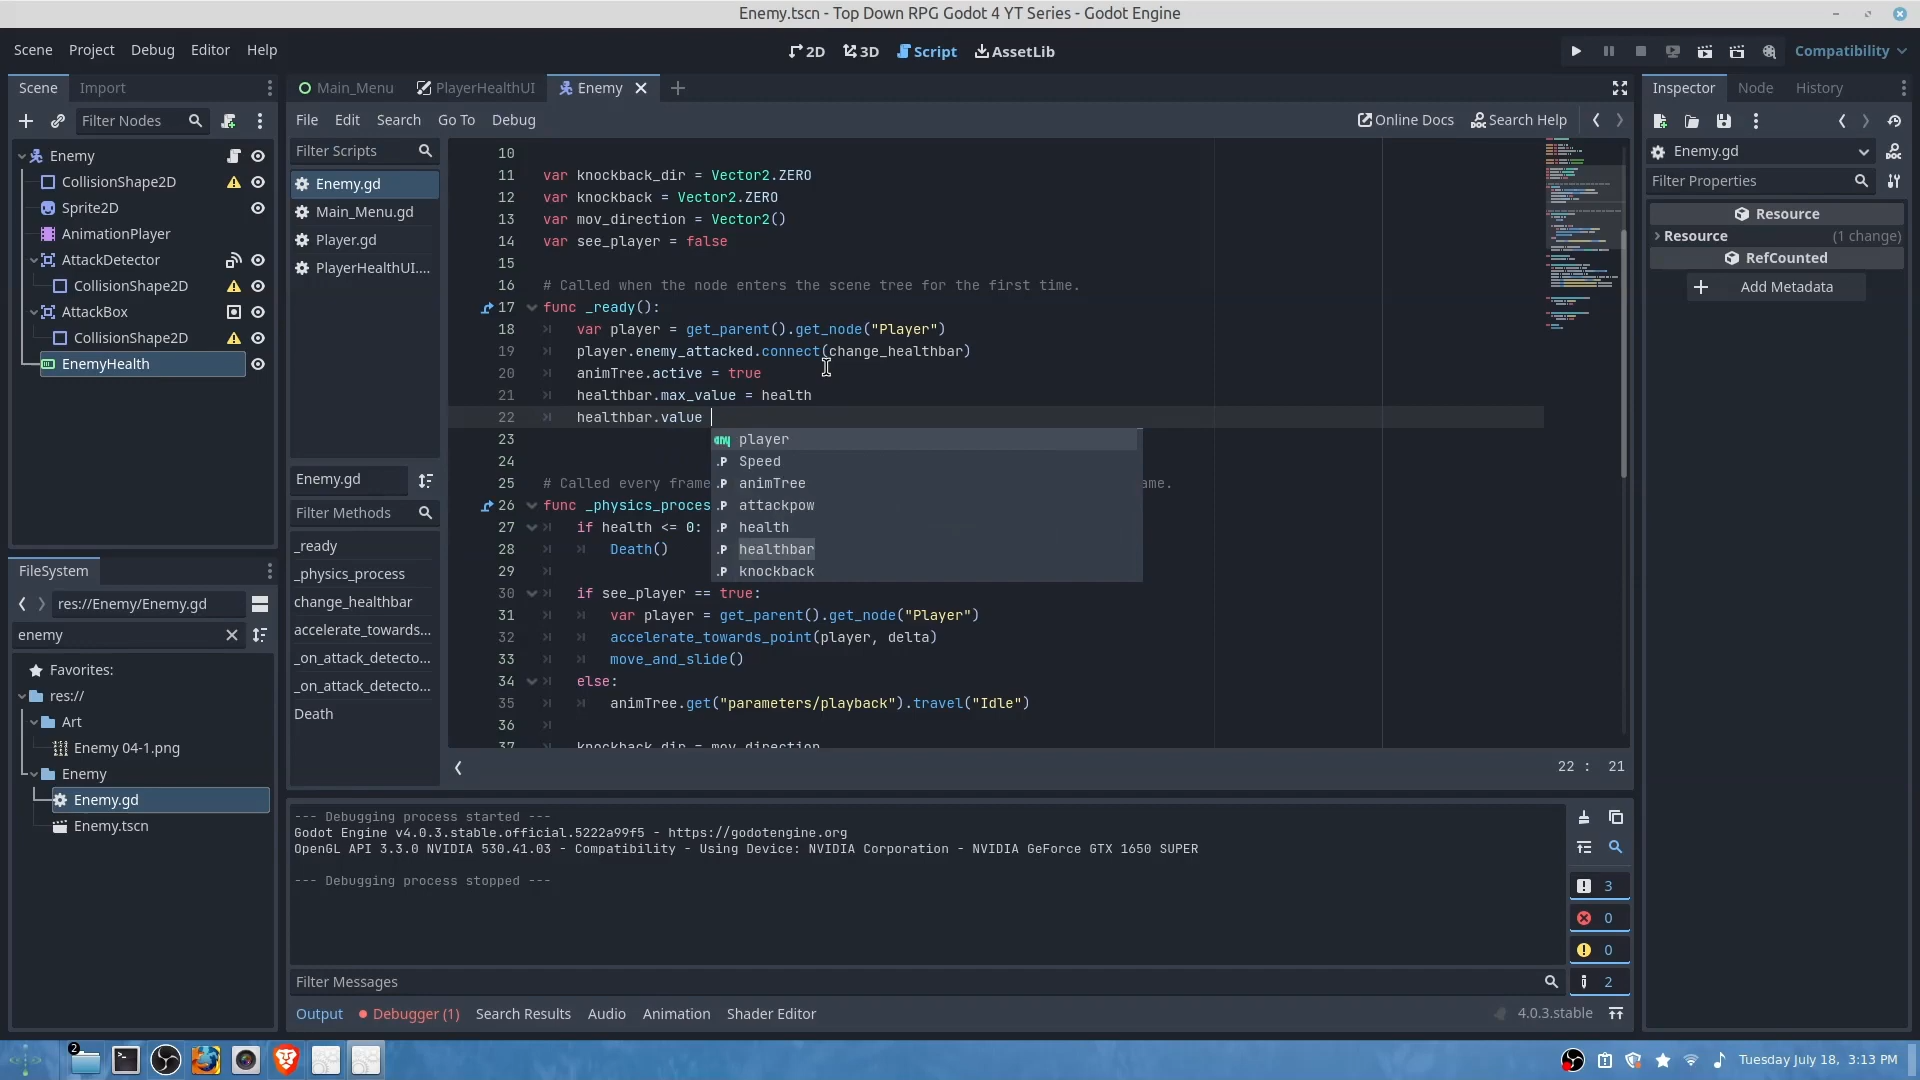 Enemy.tscn - Top Down RPG Godot 4 YT Series - Godot Engine
Scene Project Debug Editor Help
2D 3D Script AssetLib
Compatibility
Scene Import
Filter Nodes
Enemy
CollisionShape2D
Sprite2D
AnimationPlayer
AttackDetector
CollisionShape2D
AttackBox
CollisionShape2D
EnemyHealth
FileSystem
res://Enemy/Enemy.gd
enemy
Favorites:
res://
Art
Enemy 04-1.png
Enemy
Enemy.gd
Enemy.tscn
Main_Menu PlayerHealthUI Enemy
File Edit Search Go To Debug
Online Docs Search Help
Filter Scripts
Enemy.gd
Main_Menu.gd
Player.gd
PlayerHealthUI....
Enemy.gd
Filter Methods
_ready
_physics_process
change_healthbar
accelerate_towards...
_on_attack_detecto...
_on_attack_detecto...
Death
10
11 var knockback_dir = Vector2.ZERO
12 var knockback = Vector2.ZERO
13 var mov_direction = Vector2()
14 var see_player = false
15
16 # Called when the node enters the scene tree for the first time.
17 func _ready():
18 var player = get_parent().get_node("Player")
19 player.enemy_attacked.connect(change_healthbar)
20 animTree.active = true
21 healthbar.max_value = health
22 healthbar.value
23
24
25 # Called every frame ame.
26 func _physics_proces
27 if health <= 0:
28 Death()
29
30 if see_player == true:
31 var player = get_parent().get_node("Player")
32 accelerate_towards_point(player, delta)
33 move_and_slide()
34 else:
35 animTree.get("parameters/playback").travel("Idle")
36
37 knockback_dir = mov_direction
player
Speed
animTree
attackpow
health
healthbar
knockback
22 : 21
--- Debugging process started ---
Godot Engine v4.0.3.stable.official.5222a99f5 - https://godotengine.org
OpenGL API 3.3.0 NVIDIA 530.41.03 - Compatibility - Using Device: NVIDIA Corporation - NVIDIA GeForce GTX 1650 SUPER
--- Debugging process stopped ---
3
0
0
2
Filter Messages
Output Debugger (1) Search Results Audio Animation Shader Editor
4.0.3.stable
Inspector Node History
Enemy.gd
Filter Properties
Resource
Resource (1 change)
RefCounted
Add Metadata
2
Tuesday July 18, 3:13 PM